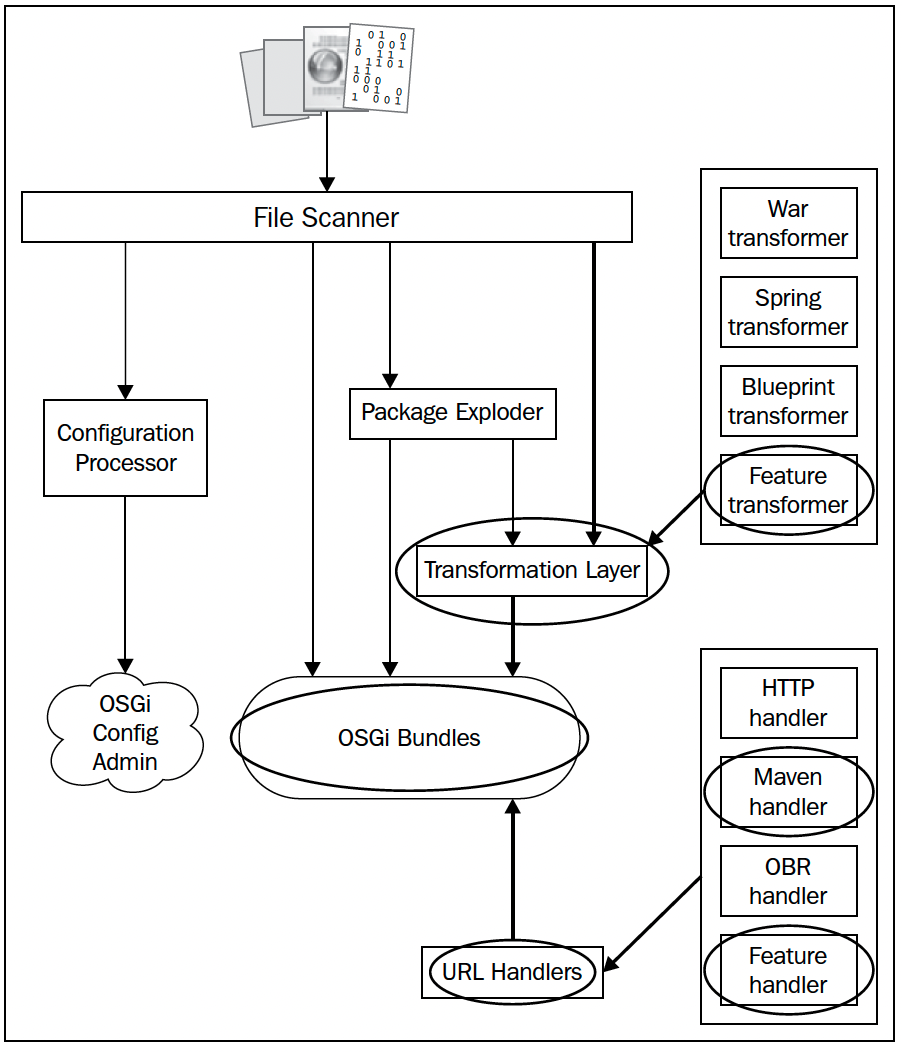 0 1 0
1 0 0 1
0 1 1
1 1 0 1
1 1
0 0 0
0 1 0
1 0 0 1
File Scanner
War
transformer
Spring
transformer
Blueprint
transformer
Feature
transformer
Package Exploder
Configuration
Processor
Transformation Layer
OSGi
Config
Admin
OSGi Bundles
HTTP
handler
Maven
handler
OBR
handler
Feature
handler
URL Handlers